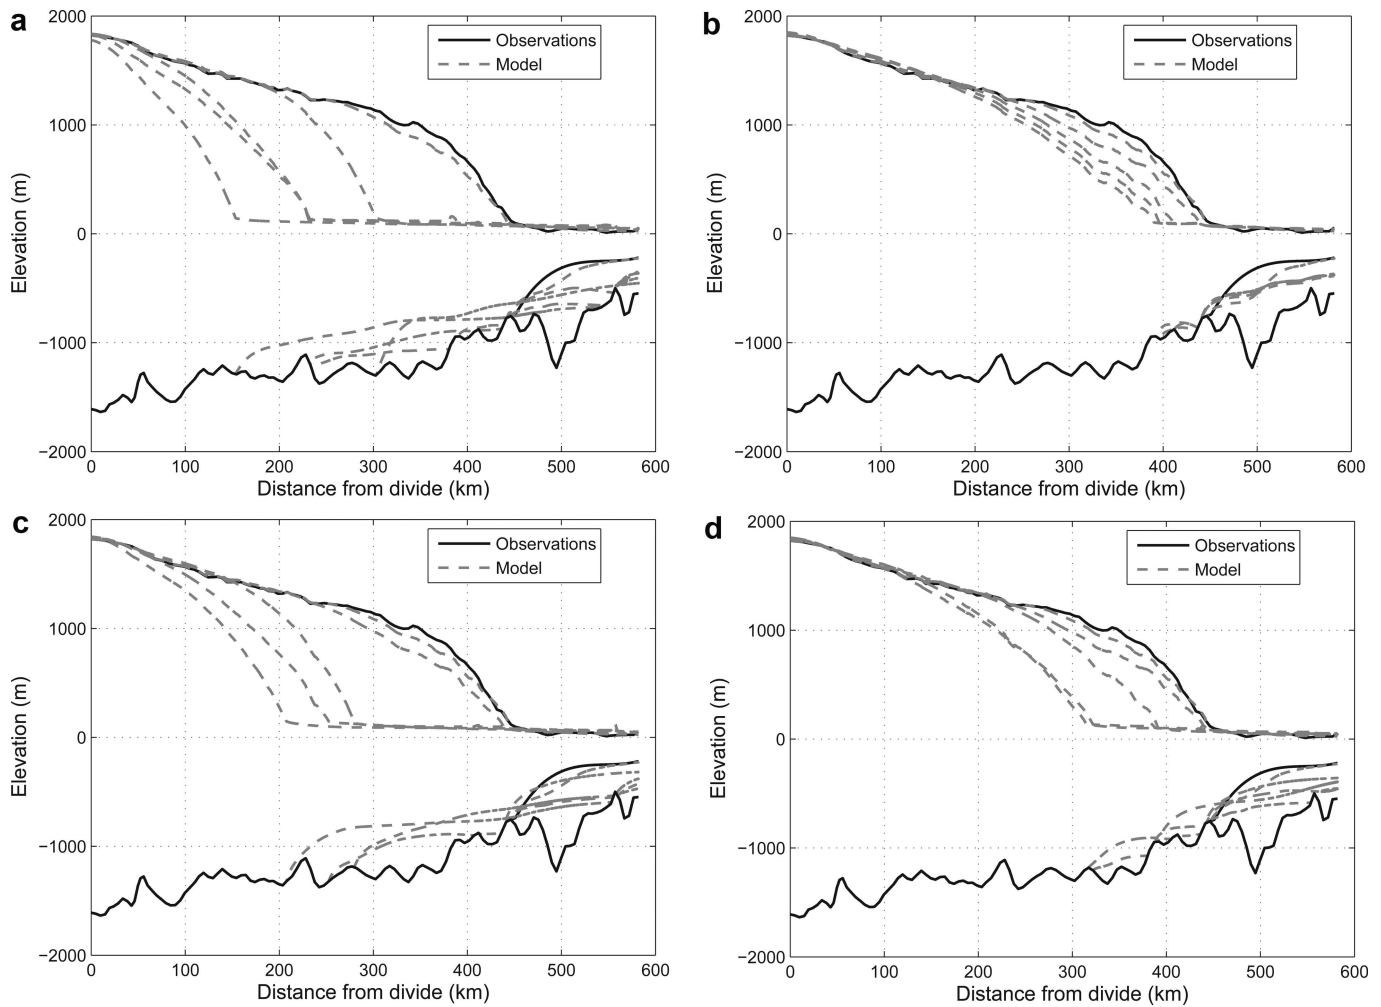 a
2000
1000
0
−1000
−2000
Elevation (m)
Observations
Model
0 100 200 300 400 500 600
Distance from divide (km)
b
2000
1000
0
−1000
−2000
Elevation (m)
Observations
Model
0 100 200 300 400 500 600
Distance from divide (km)
c
2000
1000
0
−1000
−2000
Elevation (m)
Observations
Model
0 100 200 300 400 500 600
Distance from divide (km)
d
2000
1000
0
−1000
−2000
Elevation (m)
Observations
Model
0 100 200 300 400 500 600
Distance from divide (km)